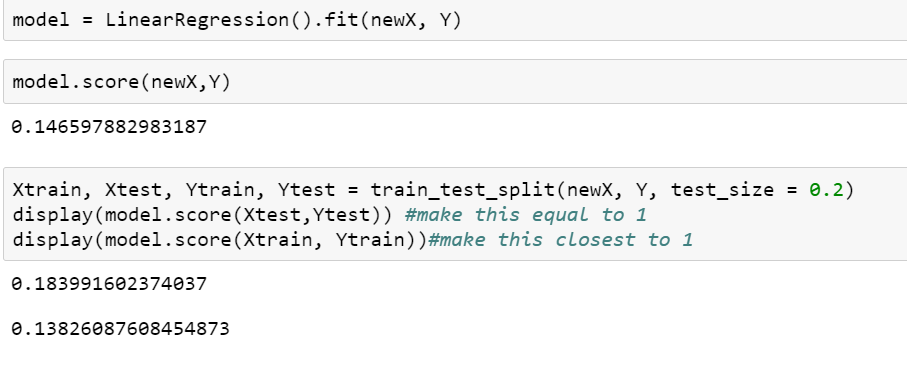 model = LinearRegression().fit(newX, Y)
model.score(newX,Y)
0.146597882983187
Xtrain, Xtest, Ytrain, Ytest = train_test_split(newX, Y, test_size = 0.2)
display(model.score(Xtest,Ytest)) #make this equal to 1
display(model.score(Xtrain, Ytrain))#make this closest to 1
0.183991602374037
0.13826087608454873